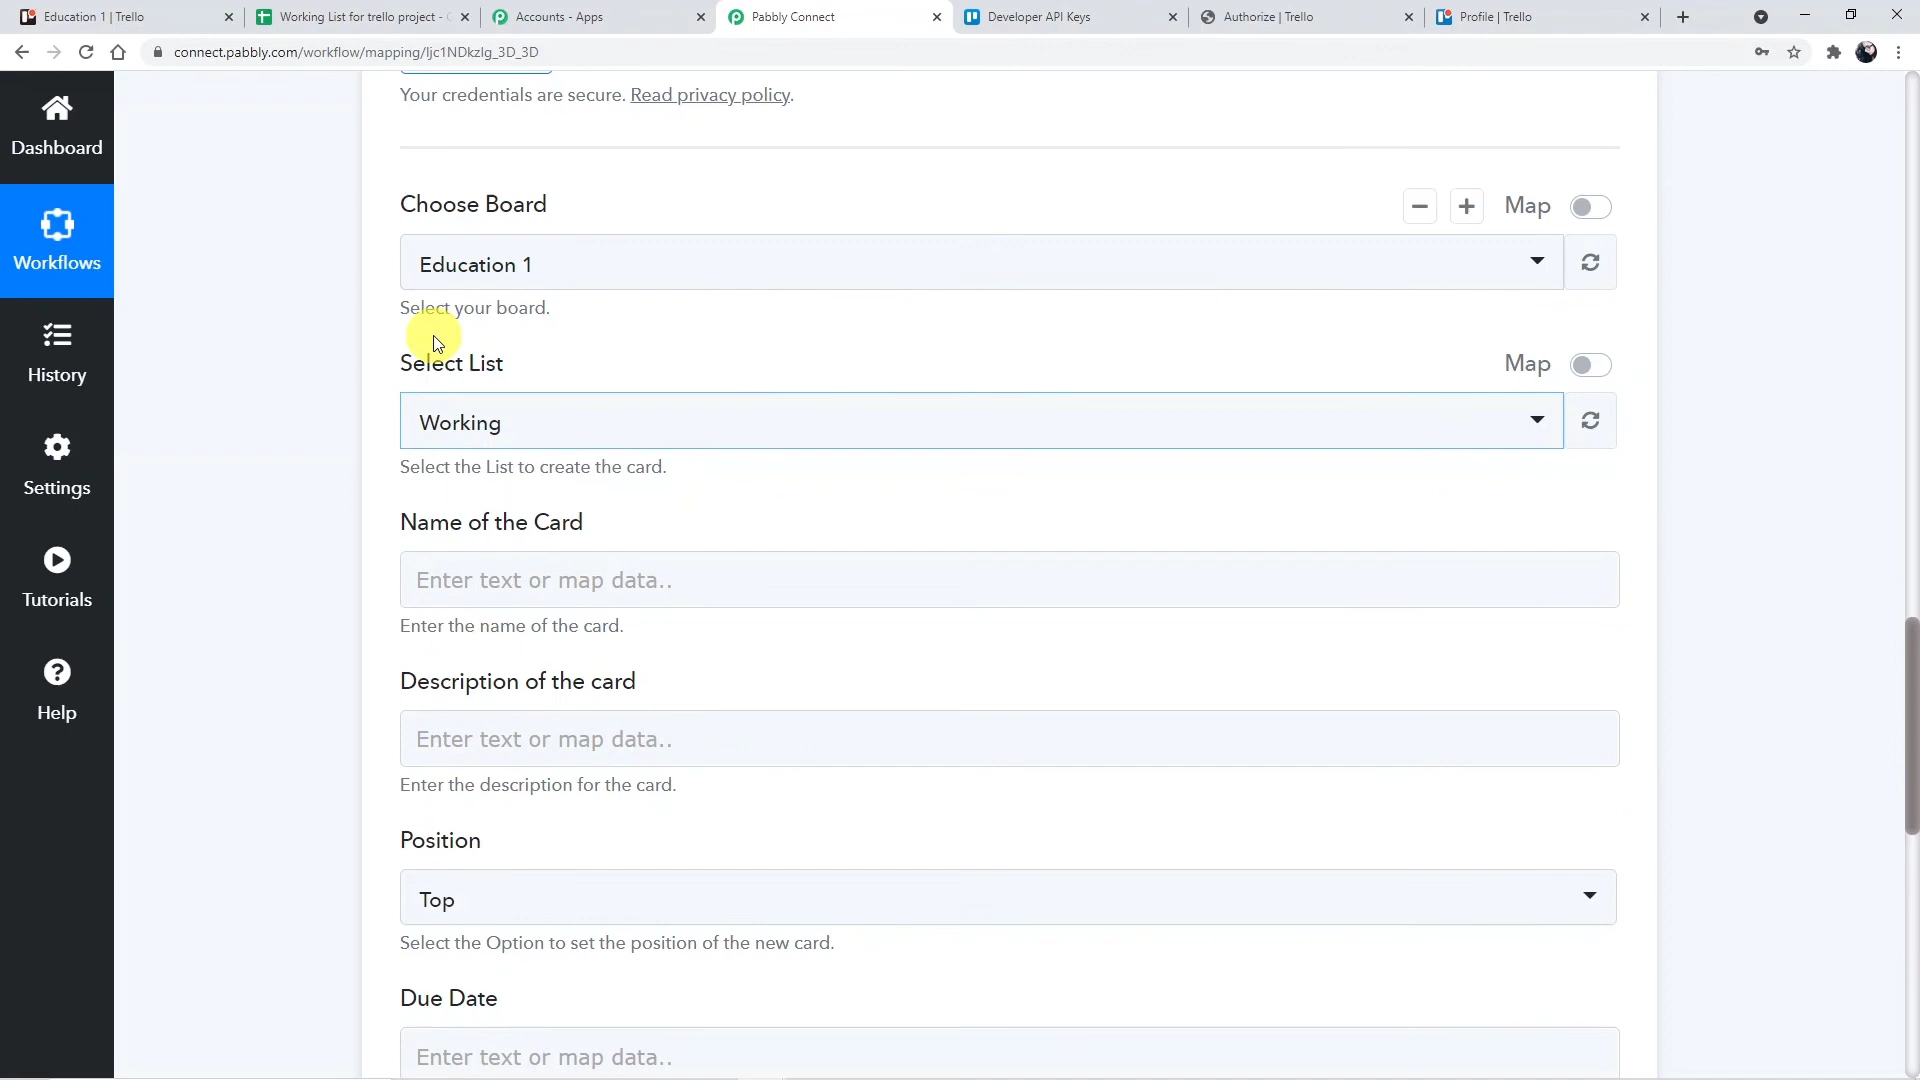 Education 1 | Trello
Working List for trello project -
Accounts - Apps
Pabbly Connect
Developer API Keys
Authorize | Trello
Profile | Trello
connect.pabbly.com/workflow/mapping/Ijc1NDkzIg_3D_3D
Your credentials are secure. Read privacy policy.
Dashboard
Choose Board
Map
Workflows
Education 1
Select your board.
Select List
Map
History
Working
Select the List to create the card.
Settings
Name of the Card
Enter text or map data..
Tutorials
Enter the name of the card.
Description of the card
Help
Enter text or map data..
Enter the description for the card.
Position
Top
Select the Option to set the position of the new card.
Due Date
Enter text or map data..